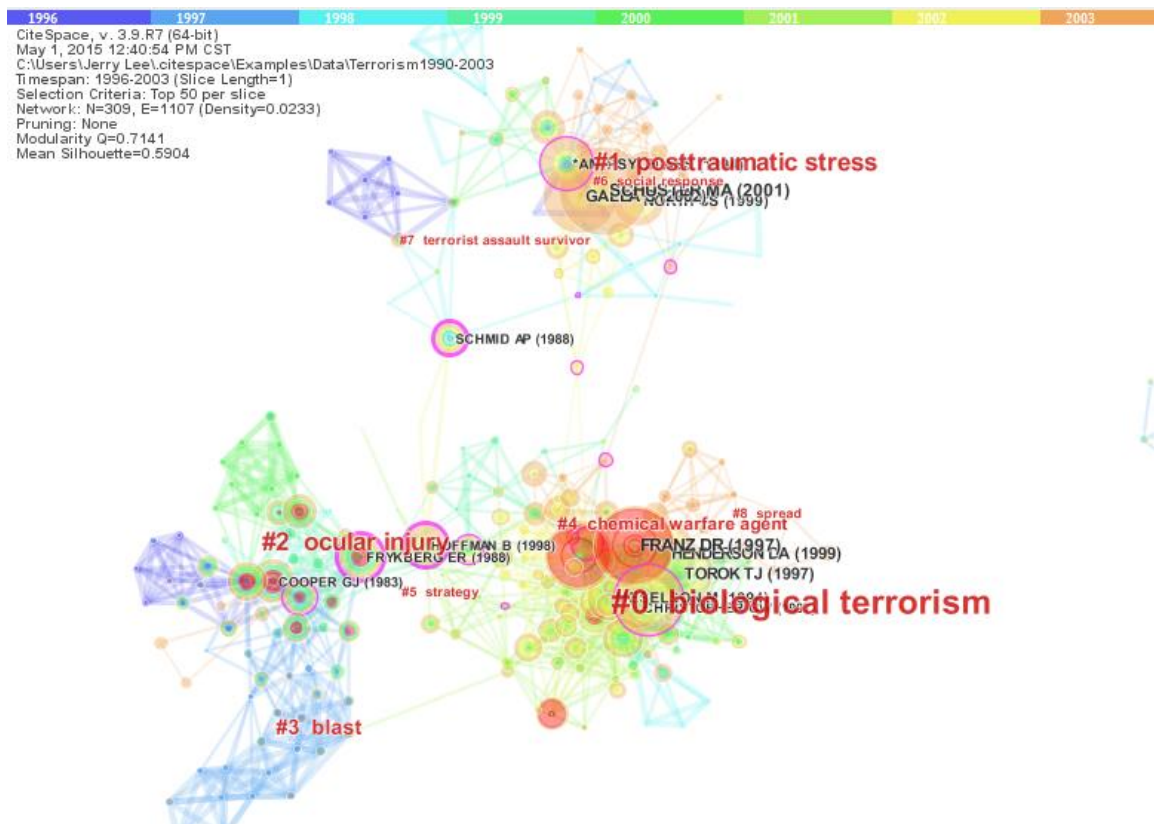 1996 1997 1998 1999 2000 2001 2002 2003
CiteSpace, v. 3.9.R7 (64-bit)
May 1, 2015 12:40:54 PM CST
C:\Users\Jerry Lee\.citespace\Examples\Data\Terrorism1990-2003
Timespan: 1996-2003 (Slice Length=1)
Selection Criteria: Top 50 per slice
Network: N=309, E=1107 (Density=0.0233)
Pruning: None
Modularity Q=0.7141
Mean Silhouette=0.5904
#1 posttraumatic stress
#6 social response
SCHUSTER MA (2001)
(1999)
#7 terrorist assault survivor
SCHMID AP (1988)
#8 spread
#4 chemical warfare agent
#2 ocular injury
HOFFMAN B (1998)
FRANZ DR (1997)
HENDERSON DA (1999)
FRYKBERG ER (1988)
TOROK TJ (1997)
COOPER GJ (1983)
#5 strategy
#0 biological terrorism
#3 blast